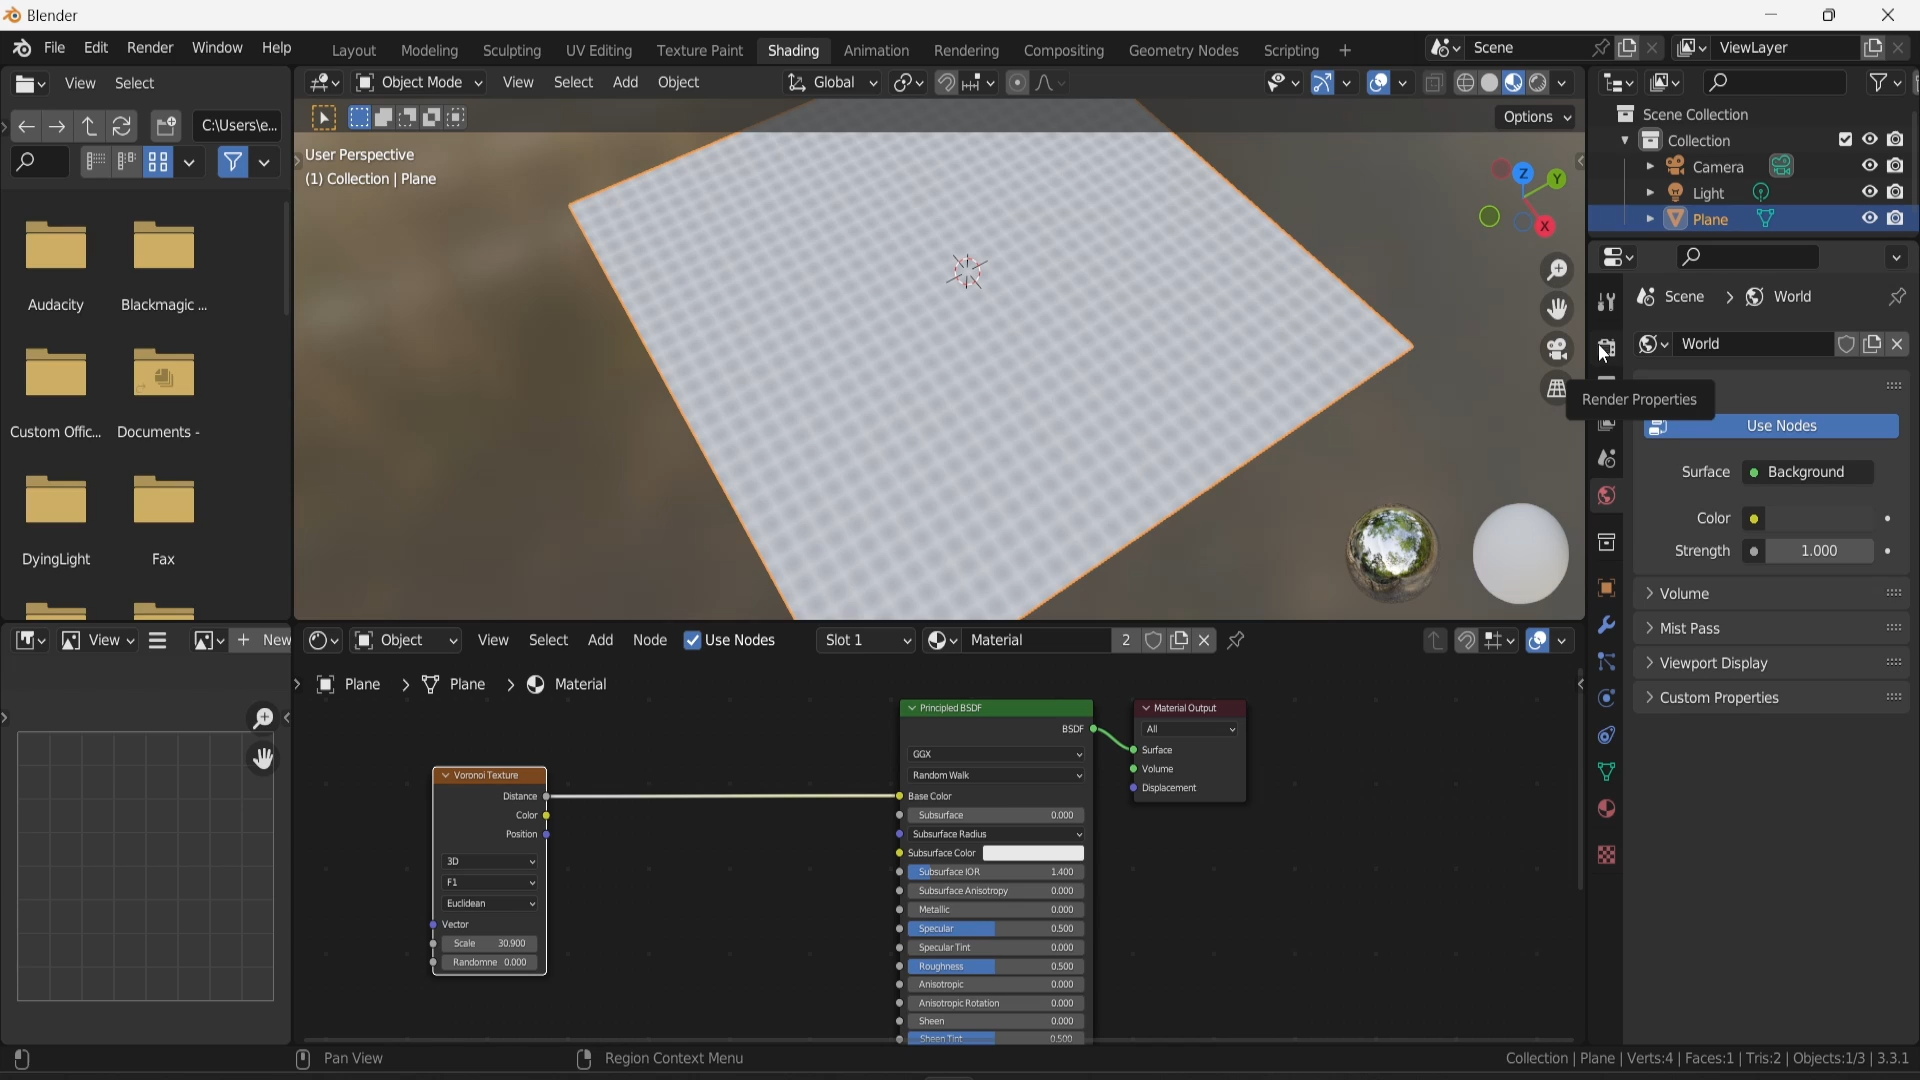 Blender
File Edit Render Window Help
Layout Modeling Sculpting UV Editing Texture Paint Shading Animation Rendering Compositing Geometry Nodes Scripting +
Scene
ViewLayer
View Select
Object Mode View Select Add Object
Global
Options
C:\Users\e...
User Perspective
(1) Collection | Plane
Z Y X
Audacity Blackmagic ...
Custom Offic... Documents -
DyingLight Fax
Scene Collection
Collection
Camera
Light
Plane
Scene > World
World
Render Properties
Use Nodes
Surface Background
Color
Strength 1.000
Volume
Mist Pass
Viewport Display
Custom Properties
View
+ New
Object View Select Add Node Use Nodes Slot 1 Material 2
Plane > Plane > Material
Voronoi Texture
Distance
Color
Position
3D
F1
Euclidean
Vector
Scale 30.900
Randomne 0.000
Principled BSDF
BSDF
GGX
Random Walk
Base Color
Subsurface 0.000
Subsurface Radius
Subsurface Color
Subsurface IOR 1.400
Subsurface Anisotropy 0.000
Metallic 0.000
Specular 0.500
Specular Tint 0.000
Roughness 0.500
Anisotropic 0.000
Anisotropic Rotation 0.000
Sheen 0.000
Sheen Tint 0.500
Material Output
All
Surface
Volume
Displacement
Pan View
Region Context Menu
Collection | Plane | Verts:4 | Faces:1 | Tris:2 | Objects:1/3 | 3.3.1